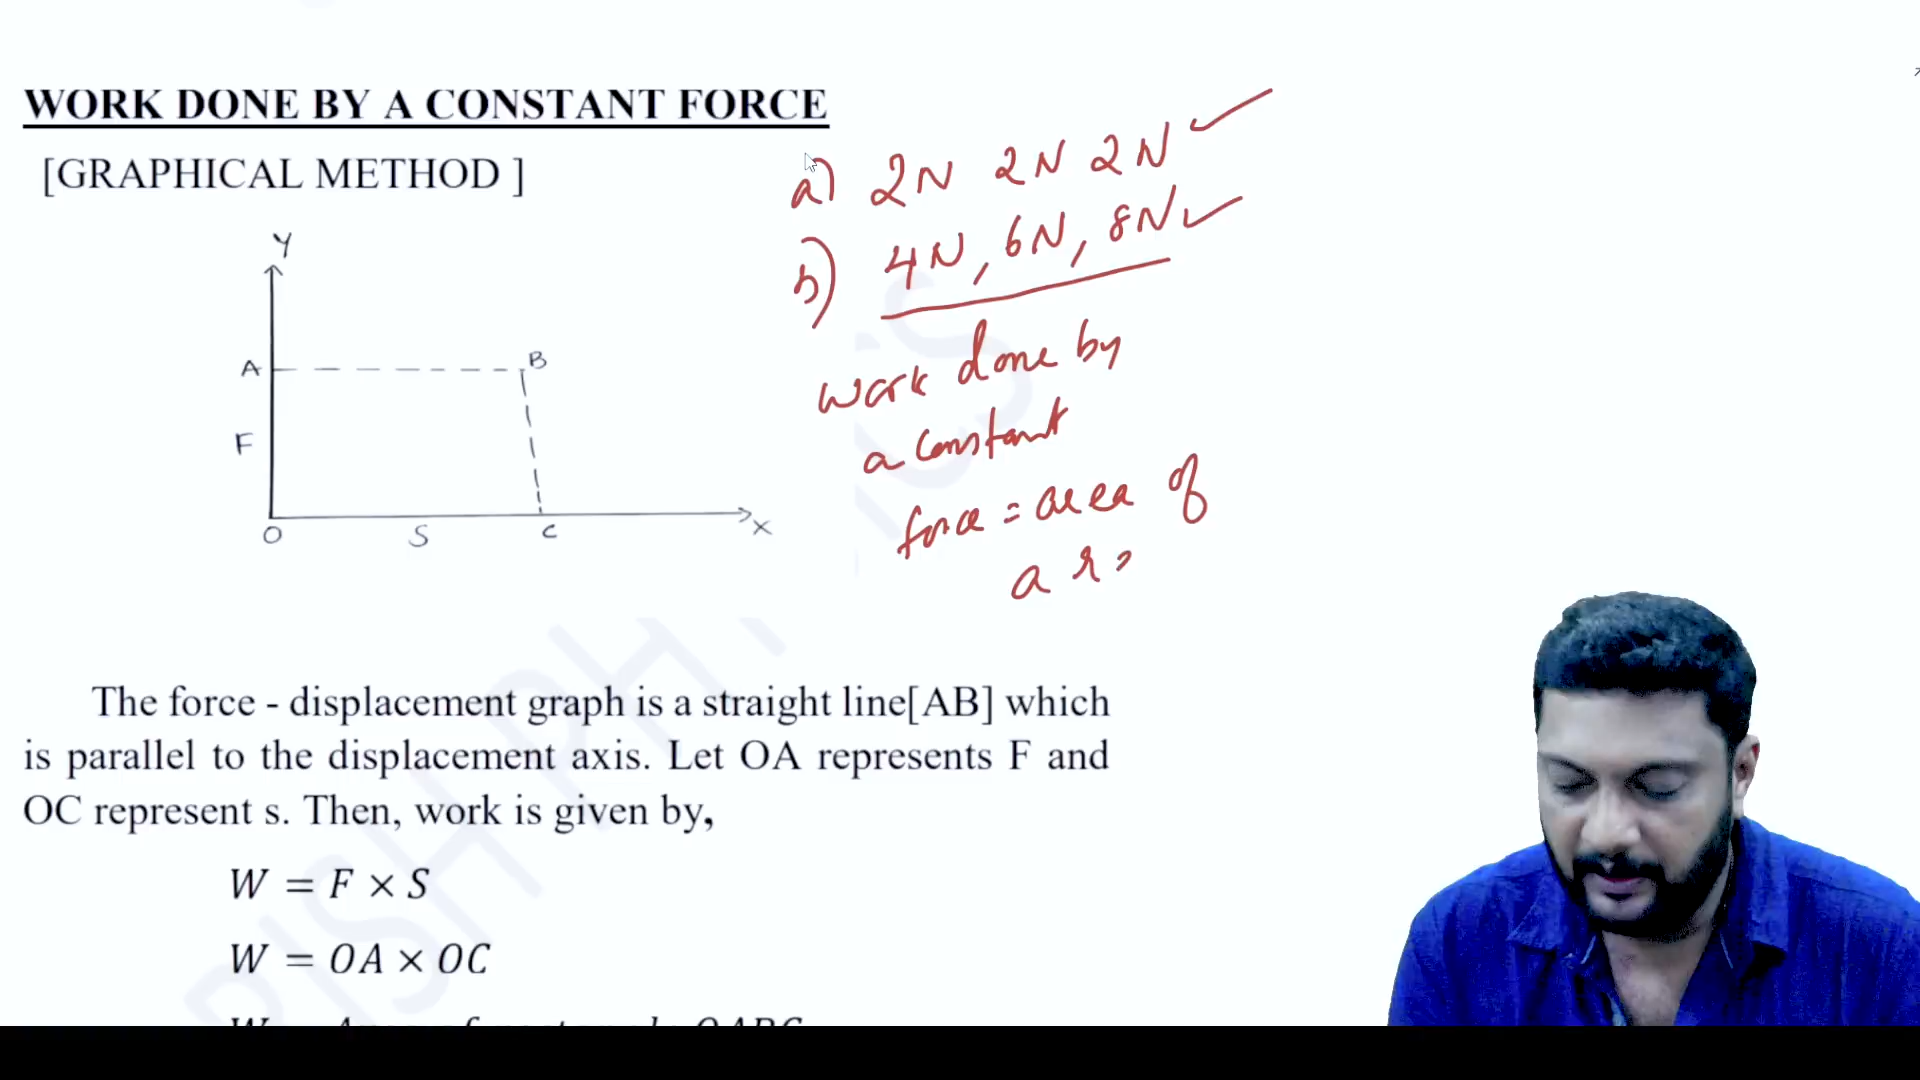 WORK DONE BY A CONSTANT FORCE
[GRAPHICAL METHOD ]
a) 2N 2N 2N
b) 4N, 6N, 8N
work done by
a constant
force = area of
a r
Y
A
B
F
O
S
C
X
The force - displacement graph is a straight line[AB] which
is parallel to the displacement axis. Let OA represents F and
OC represent s. Then, work is given by,
W = F × S
W = OA × OC